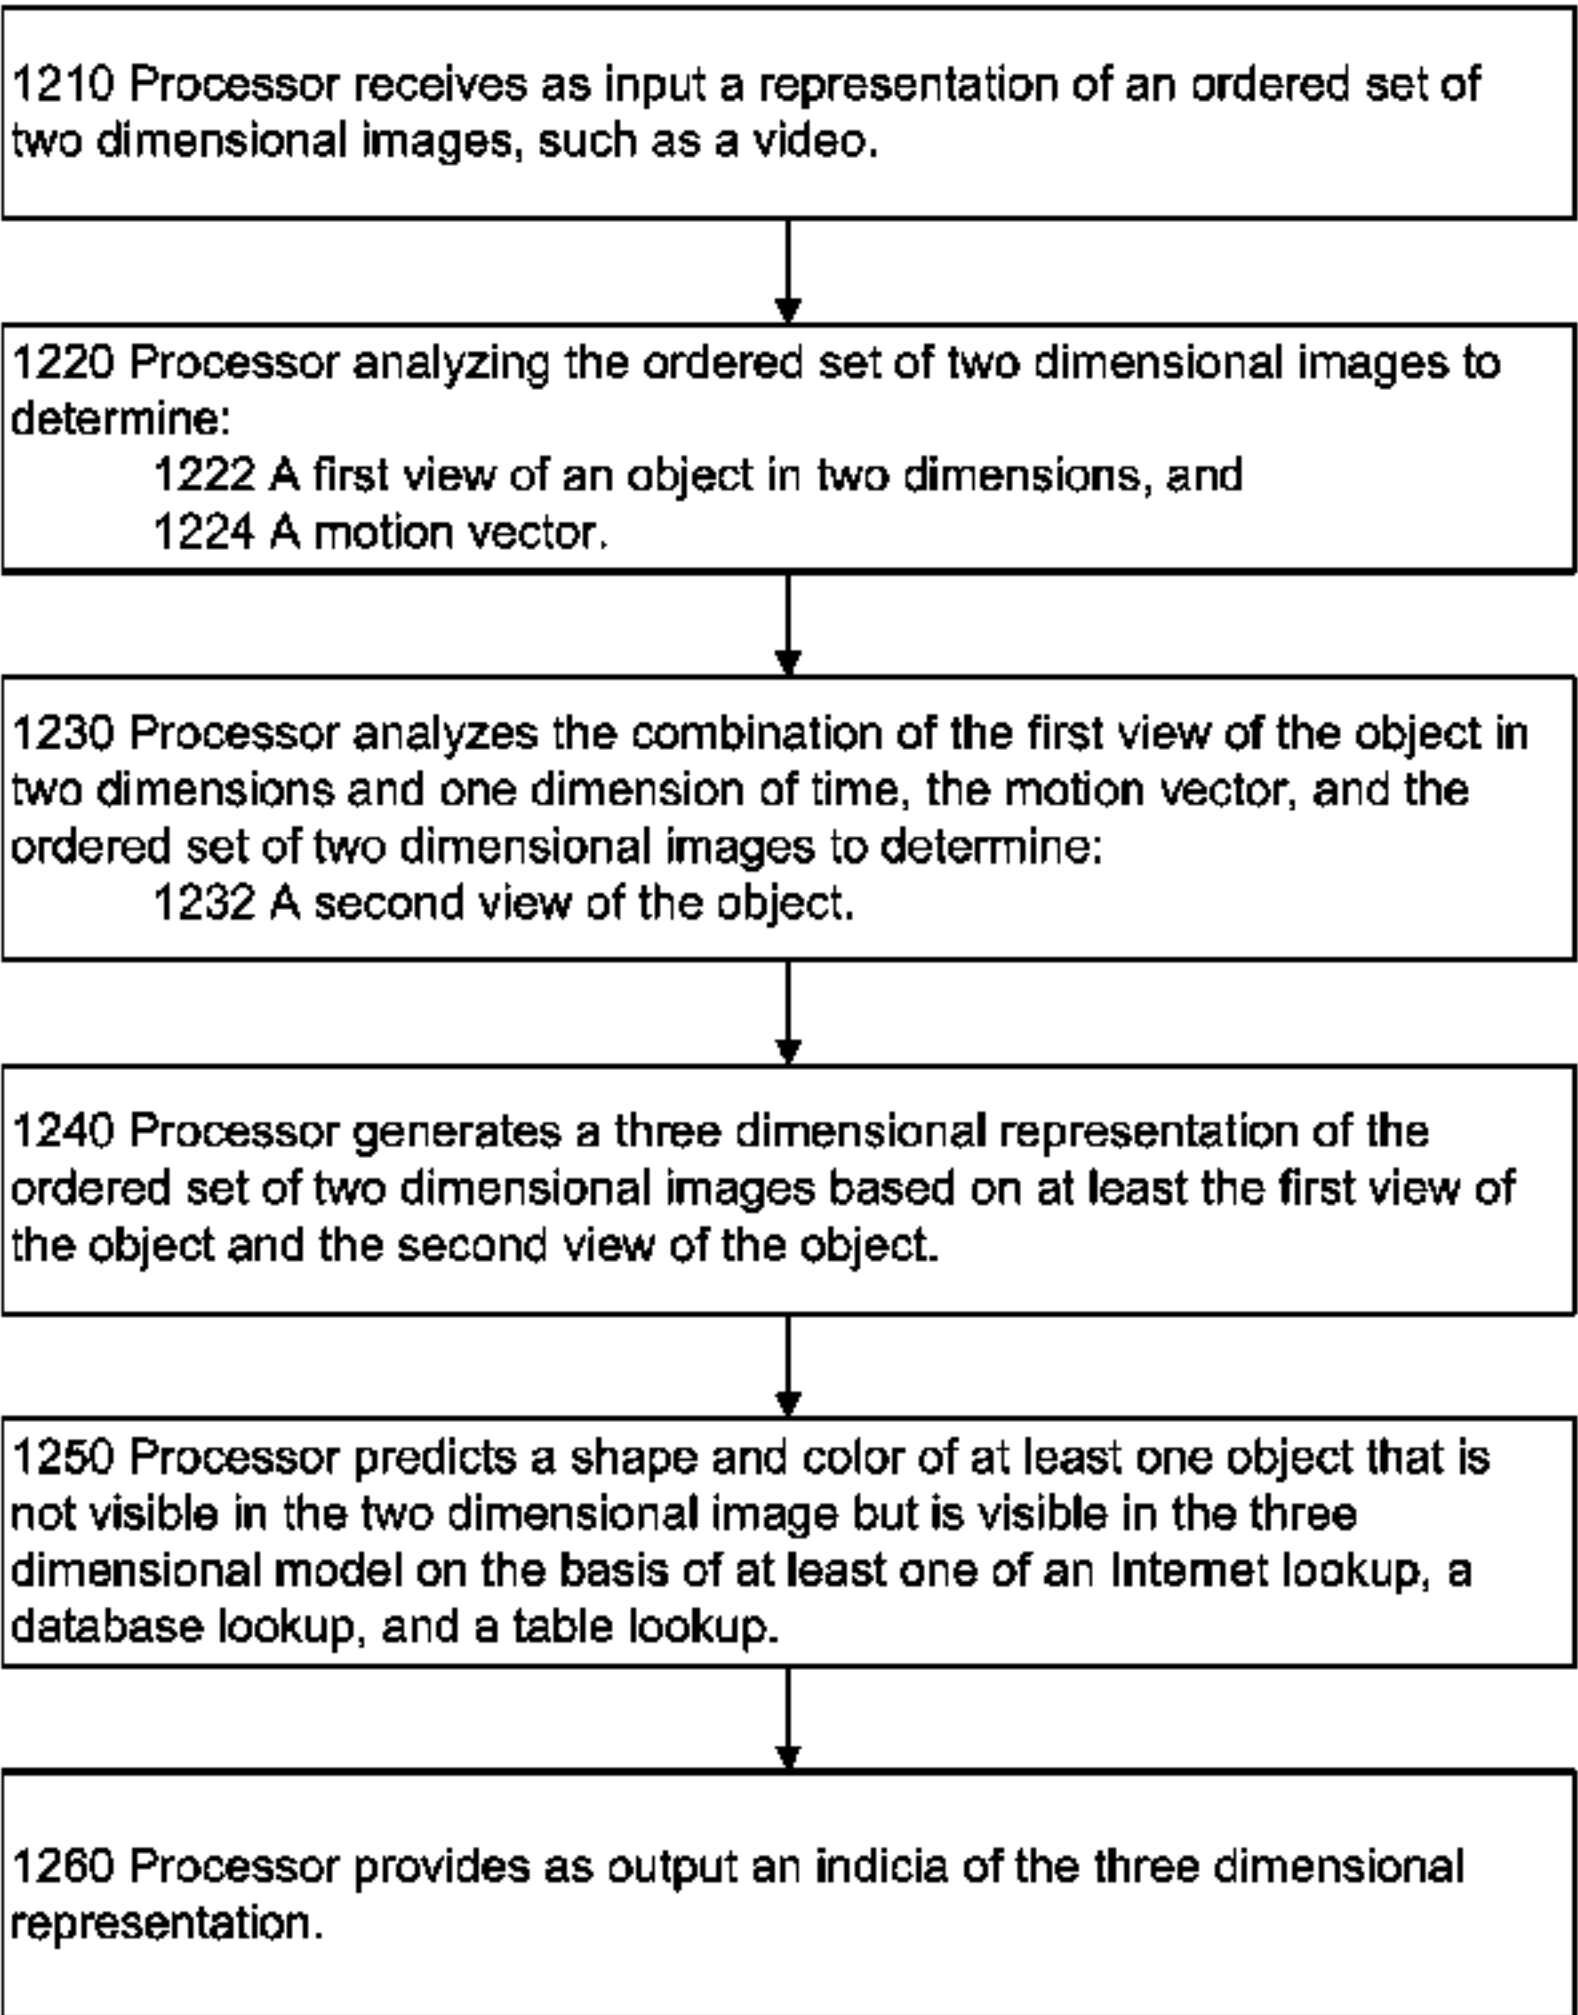 1210 Processor receives as input a representation of an ordered set of
two dimensional images, such as a video.
1220 Processor analyzing the ordered set of two dimensional images to
determine:
1222 A first view of an object in two dimensions, and
1224 A motion vector.
1230 Processor analyzes the combination of the first view of the object in
two dimensions and one dimension of time, the motion vector, and the
ordered set of two dimensional images to determine:
1232 A second view of the object.
1240 Processor generates a three dimensional representation of the
ordered set of two dimensional images based on at least the first view of
the object and the second view of the object.
1250 Processor predicts a shape and color of at least one object that is
not visible in the two dimensional image but is visible in the three
dimensional model on the basis of at least one of an Internet lookup, a
database lookup, and a table lookup.
1260 Processor provides as output an indicia of the three dimensional
representation.